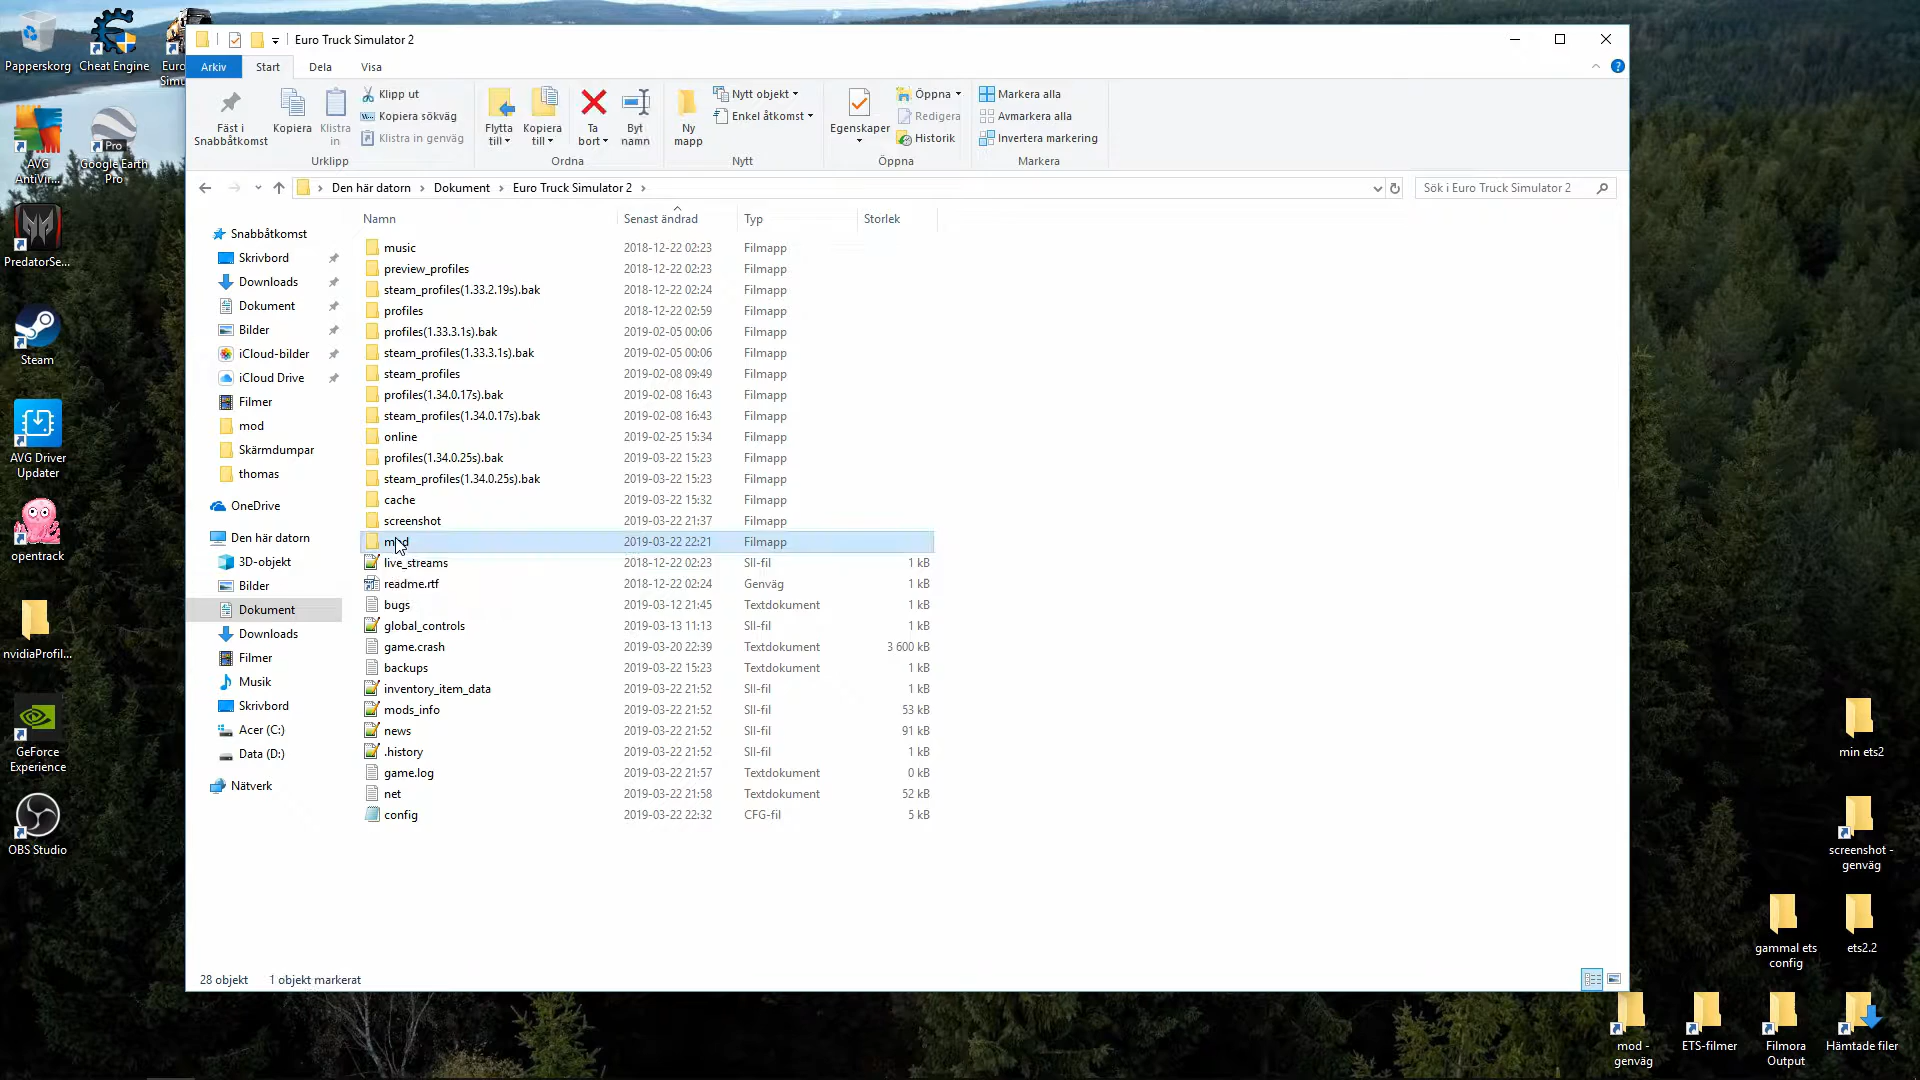 Papperskorg
Cheat Engine
Euro
Simu
AVG
AntiVir...
Pro
Google Earth
Pro
PredatorSe...
Steam
AVG Driver
Updater
opentrack
nvidiaProfil...
GeForce
Experience
OBS Studio
Euro Truck Simulator 2
Arkiv
Start
Dela
Visa
Fäst i
Snabbåtkomst
Kopiera
Klistra
in
Klipp ut
Kopiera sökväg
Klistra in genväg
Urklipp
Flytta
till
Kopiera
till
Ta
bort
Byt
namn
Ordna
Ny
mapp
Nytt objekt
Enkel åtkomst
Nytt
Egenskaper
Öppna
Redigera
Historik
Öppna
Markera alla
Avmarkera alla
Invertera markering
Markera
Den här datorn > Dokument > Euro Truck Simulator 2
Sök i Euro Truck Simulator 2
Snabbåtkomst
Skrivbord
Downloads
Dokument
Bilder
iCloud-bilder
iCloud Drive
Filmer
mod
Skärmdumpar
thomas
OneDrive
Den här datorn
3D-objekt
Bilder
Dokument
Downloads
Filmer
Musik
Skrivbord
Acer (C:)
Data (D:)
Nätverk
Namn Senast ändrad Typ Storlek
music 2018-12-22 02:23 Filmapp
preview_profiles 2018-12-22 02:23 Filmapp
steam_profiles(1.33.2.19s).bak 2018-12-22 02:24 Filmapp
profiles 2018-12-22 02:59 Filmapp
profiles(1.33.3.1s).bak 2019-02-05 00:06 Filmapp
steam_profiles(1.33.3.1s).bak 2019-02-05 00:06 Filmapp
steam_profiles 2019-02-08 09:49 Filmapp
profiles(1.34.0.17s).bak 2019-02-08 16:43 Filmapp
steam_profiles(1.34.0.17s).bak 2019-02-08 16:43 Filmapp
online 2019-02-25 15:34 Filmapp
profiles(1.34.0.25s).bak 2019-03-22 15:23 Filmapp
steam_profiles(1.34.0.25s).bak 2019-03-22 15:23 Filmapp
cache 2019-03-22 15:32 Filmapp
screenshot 2019-03-22 21:37 Filmapp
mod 2019-03-22 22:21 Filmapp
live_streams 2018-12-22 02:23 SII-fil 1 kB
readme.rtf 2018-12-22 02:24 Genväg 1 kB
bugs 2019-03-12 21:45 Textdokument 1 kB
global_controls 2019-03-13 11:13 SII-fil 1 kB
game.crash 2019-03-20 22:39 Textdokument 3 600 kB
backups 2019-03-22 15:23 Textdokument 1 kB
inventory_item_data 2019-03-22 21:52 SII-fil 1 kB
mods_info 2019-03-22 21:52 SII-fil 53 kB
news 2019-03-22 21:52 SII-fil 91 kB
.history 2019-03-22 21:52 SII-fil 1 kB
game.log 2019-03-22 21:57 Textdokument 0 kB
net 2019-03-22 21:58 Textdokument 52 kB
config 2019-03-22 22:32 CFG-fil 5 kB
28 objekt 1 objekt markerat
min ets2
screenshot -
genväg
gammal ets
config
ets2.2
mod -
genväg
ETS-filmer
Filmora
Output
Hämtade filer